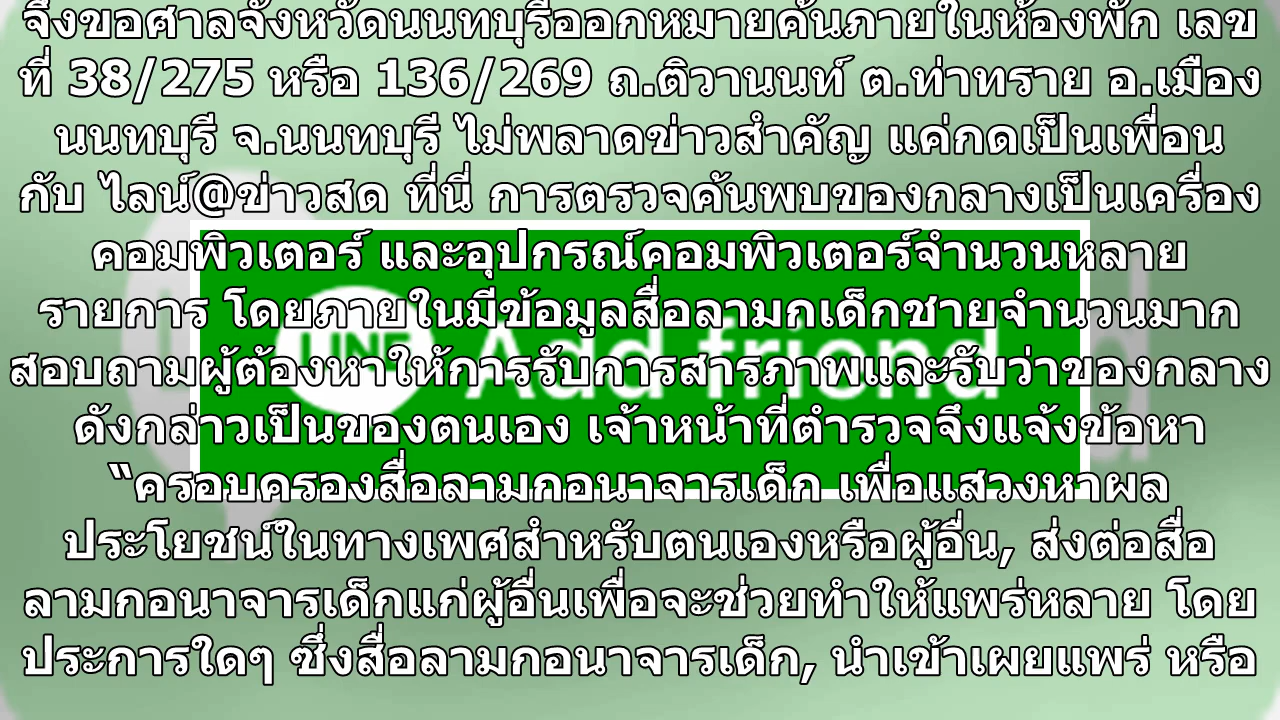 จึงขอศาลจังหวัดนนทบุรีออกหมายค้นภายในห้องพัก เลข
ที่ 38/275 หรือ 136/269 ถ.ติวานนท์ ต.ท่าทราย อ.เมือง
นนทบุรี จ.นนทบุรี ไม่พลาดข่าวสำคัญ แค่กดเป็นเพื่อน
กับ ไลน์@ข่าวสด ที่นี่ การตรวจค้นพบของกลางเป็นเครื่อง
คอมพิวเตอร์ และอุปกรณ์คอมพิวเตอร์จำนวนหลาย
รายการ โดยภายในมีข้อมูลสื่อลามกเด็กชายจำนวนมาก
สอบถามผู้ต้องหาให้การรับการสารภาพและรับว่าของกลาง
ดังกล่าวเป็นของตนเอง เจ้าหน้าที่ตำรวจจึงแจ้งข้อหา
“ครอบครองสื่อลามกอนาจารเด็ก เพื่อแสวงหาผล
ประโยชน์ในทางเพศสำหรับตนเองหรือผู้อื่น, ส่งต่อสื่อ
ลามกอนาจารเด็กแก่ผู้อื่นเพื่อจะช่วยทำให้แพร่หลาย โดย
ประการใดๆ ซึ่งสื่อลามกอนาจารเด็ก, นำเข้าเผยแพร่ หรือ
LINE Add friend